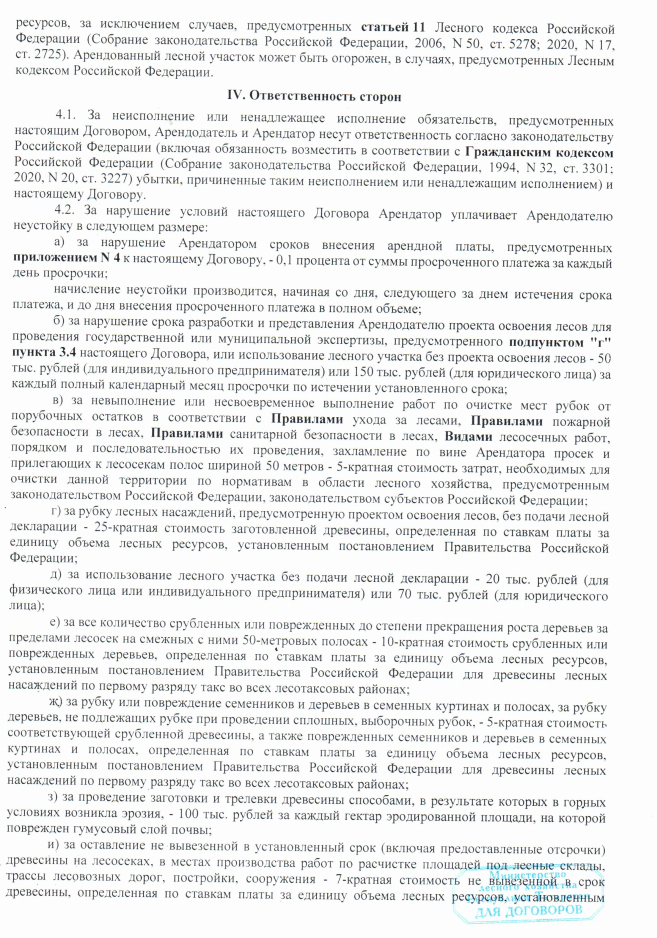 ресурсов, за исключением случаев, предусмотренных статьей 11 Лесного кодекса Российской
Федерации (Собрание законодательства Российской Федерации, 2006, N 50, ст. 5278; 2020, N 17,
ст. 2725). Арендованный лесной участок может быть огорожен, в случаях, предусмотренных Лесным
кодексом Российской Федерации.
IV. Ответственность сторон
4.1. За неисполнение или ненадлежащее исполнение обязательств, предусмотренных
настоящим Договором, Арендодатель и Арендатор несут ответственность согласно законодательству
Российской Федерации (включая обязанность возместить в соответствии с Гражданским кодексом
Российской Федерации (Собрание законодательства Российской Федерации, 1994, N 32, ст. 3301;
2020, N 20, ст. 3227) убытки, причиненные таким неисполнением или ненадлежащим исполнением) и
настоящему Договору.
4.2. За нарушение условий настоящего Договора Арендатор уплачивает Арендодателю
неустойку в следующем размере:
а) за нарушение Арендатором сроков внесения арендной платы, предусмотренных
приложением N 4 к настоящему Договору, - 0,1 процента от суммы просроченного платежа за каждый
день просрочки;
начисление неустойки производится, начиная со дня, следующего за днем истечения срока
платежа, и до дня внесения просроченного платежа в полном объеме;
б) за нарушение срока разработки и представления Арендодателю проекта освоения лесов для
проведения государственной или муниципальной экспертизы, предусмотренного подпунктом "г"
пункта 3.4 настоящего Договора, или использование лесного участка без проекта освоения лесов - 50
тыс. рублей (для индивидуального предпринимателя) или 150 тыс. рублей (для юридического лица) за
каждый полный календарный месяц просрочки по истечении установленного срока;
в) за невыполнение или несвоевременное выполнение работ по очистке мест рубок от
порубочных остатков в соответствии с Правилами ухода за лесами, Правилами пожарной
безопасности в лесах, Правилами санитарной безопасности в лесах, Видами лесосечных работ,
порядком и последовательностью их проведения, захламление по вине Арендатора просек и
прилегающих к лесосекам полос шириной 50 метров - 5-кратная стоимость затрат, необходимых для
очистки данной территории по нормативам в области лесного хозяйства, предусмотренным
законодательством Российской Федерации, законодательством субъектов Российской Федерации;
г) за рубку лесных насаждений, предусмотренную проектом освоения лесов, без подачи лесной
декларации - 25-кратная стоимость заготовленной древесины, определенная по ставкам платы за
единицу объема лесных ресурсов, установленным постановлением Правительства Российской
Федерации;
д) за использование лесного участка без подачи лесной декларации - 20 тыс. рублей (для
физического лица или индивидуального предпринимателя) или 70 тыс. рублей (для юридического
лица);
е) за все количество срубленных или поврежденных до степени прекращения роста деревьев за
пределами лесосек на смежных с ними 50-метровых полосах - 10-кратная стоимость срубленных или
поврежденных деревьев, определенная по ставкам платы за единицу объема лесных ресурсов,
установленным постановлением Правительства Российской Федерации для древесины лесных
насаждений по первому разряду такс во всех лесотаксовых районах;
ж) за рубку или повреждение семенников и деревьев в семенных куртинах и полосах, за рубку
деревьев, не подлежащих рубке при проведении сплошных, выборочных рубок, - 5-кратная стоимость
соответствующей срубленной древесины, а также поврежденных семенников и деревьев в семенных
куртинах и полосах, определенная по ставкам платы за единицу объема лесных ресурсов,
установленным постановлением Правительства Российской Федерации для древесины лесных
насаждений по первому разряду такс во всех лесотаксовых районах;
з) за проведение заготовки и трелевки древесины способами, в результате которых в горных
условиях возникла эрозия, - 100 тыс. рублей за каждый гектар эродированной площади, на которой
поврежден гумусовый слой почвы;
и) за оставление не вывезенной в установленный срок (включая предоставленные отсрочки)
древесины на лесосеках, в местах производства работ по расчистке площадей под лесные склады,
трассы лесовозных дорог, постройки, сооружения - 7-кратная стоимость не вывезенной в срок
древесины, определенная по ставкам платы за единицу объема лесных ресурсов, установленным
Министерство
лесного хозяйства
ДЛЯ ДОГОВОРОВ